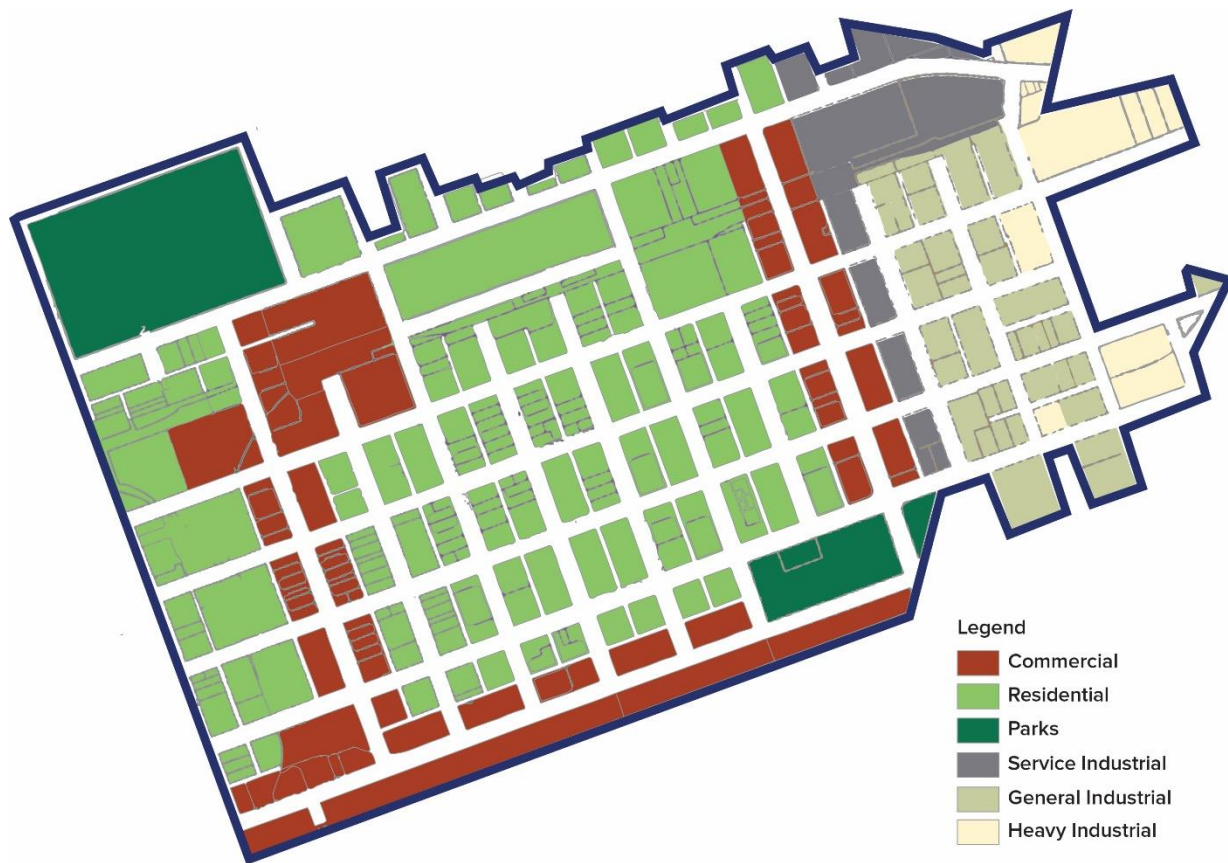 Legend
Commercial
Residential
Parks
Service Industrial
General Industrial
Heavy Industrial